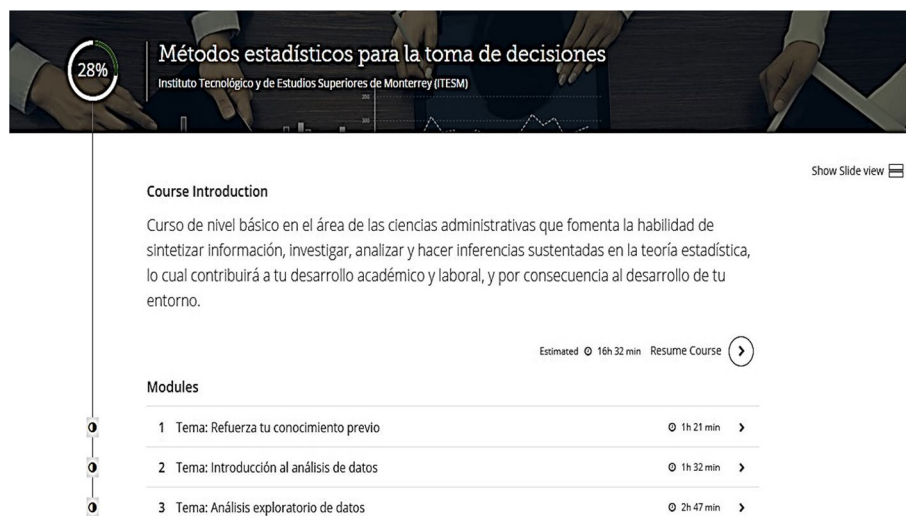 28%
Métodos estadísticos para la toma de decisiones
Instituto Tecnológico y de Estudios Superiores de Monterrey (ITESM)
Show Slide view
Course Introduction
Curso de nivel básico en el área de las ciencias administrativas que fomenta la habilidad de
sintetizar información, investigar, analizar y hacer inferencias sustentadas en la teoría estadística,
lo cual contribuirá a tu desarrollo académico y laboral, y por consecuencia al desarrollo de tu
entorno.
Estimated 16h 32 min Resume Course
Modules
1 Tema: Refuerza tu conocimiento previo 1h 21 min
2 Tema: Introducción al análisis de datos 1h 32 min
3 Tema: Análisis exploratorio de datos 2h 47 min